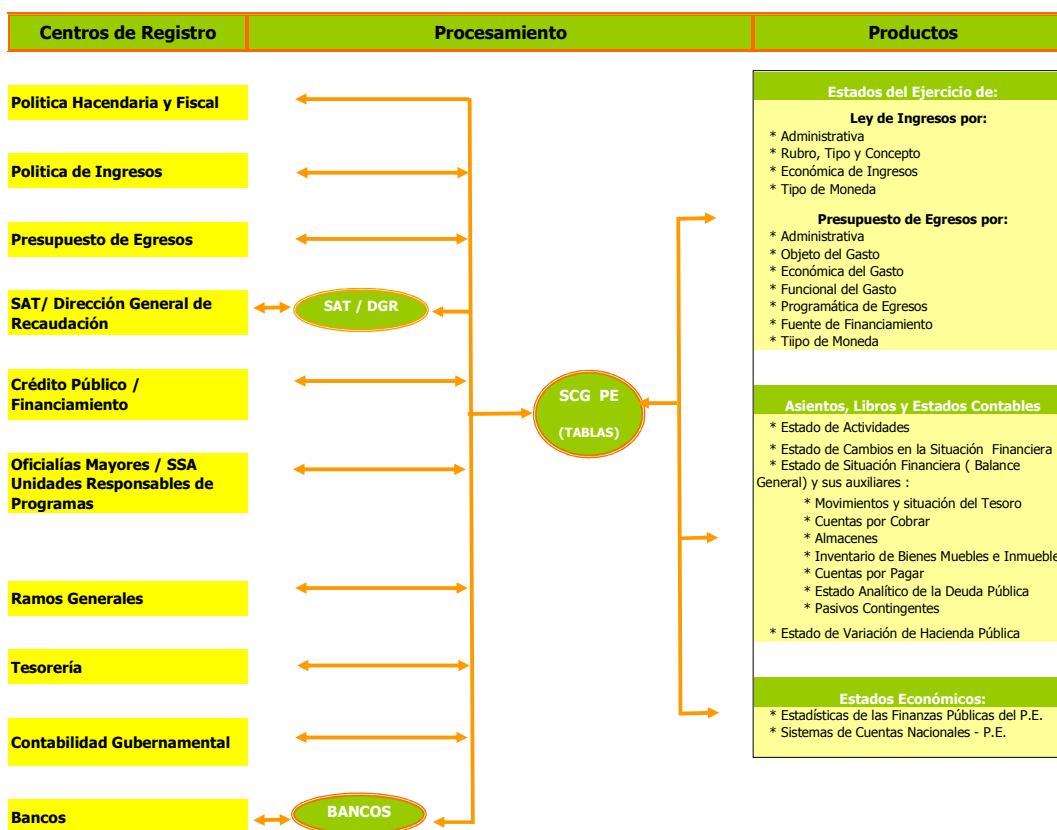 Centros de Registro
Procesamiento
Productos
Politica Hacendaria y Fiscal
Politica de Ingresos
Presupuesto de Egresos
SAT/ Dirección General de
Recaudación
Crédito Público /
Financiamiento
Oficialías Mayores / SSA
Unidades Responsables de
Programas
Ramos Generales
Tesorería
Contabilidad Gubernamental
Bancos
SAT / DGR
BANCOS
SCG PE
(TABLAS)
Estados del Ejercicio de:
Ley de Ingresos por:
* Administrativa
* Rubro, Tipo y Concepto
* Económica de Ingresos
* Tipo de Moneda
Presupuesto de Egresos por:
* Administrativa
* Objeto del Gasto
* Económica del Gasto
* Funcional del Gasto
* Programática de Egresos
* Fuente de Financiamiento
* Tiipo de Moneda
Asientos, Libros y Estados Contables
* Estado de Actividades
* Estado de Cambios en la Situación Financiera
* Estado de Situación Financiera ( Balance
General) y sus auxiliares :
* Movimientos y situación del Tesoro
* Cuentas por Cobrar
* Almacenes
* Inventario de Bienes Muebles e Inmueble
* Cuentas por Pagar
* Estado Analítico de la Deuda Pública
* Pasivos Contingentes
* Estado de Variación de Hacienda Pública
Estados Económicos:
* Estadísticas de las Finanzas Públicas del P.E.
* Sistemas de Cuentas Nacionales - P.E.